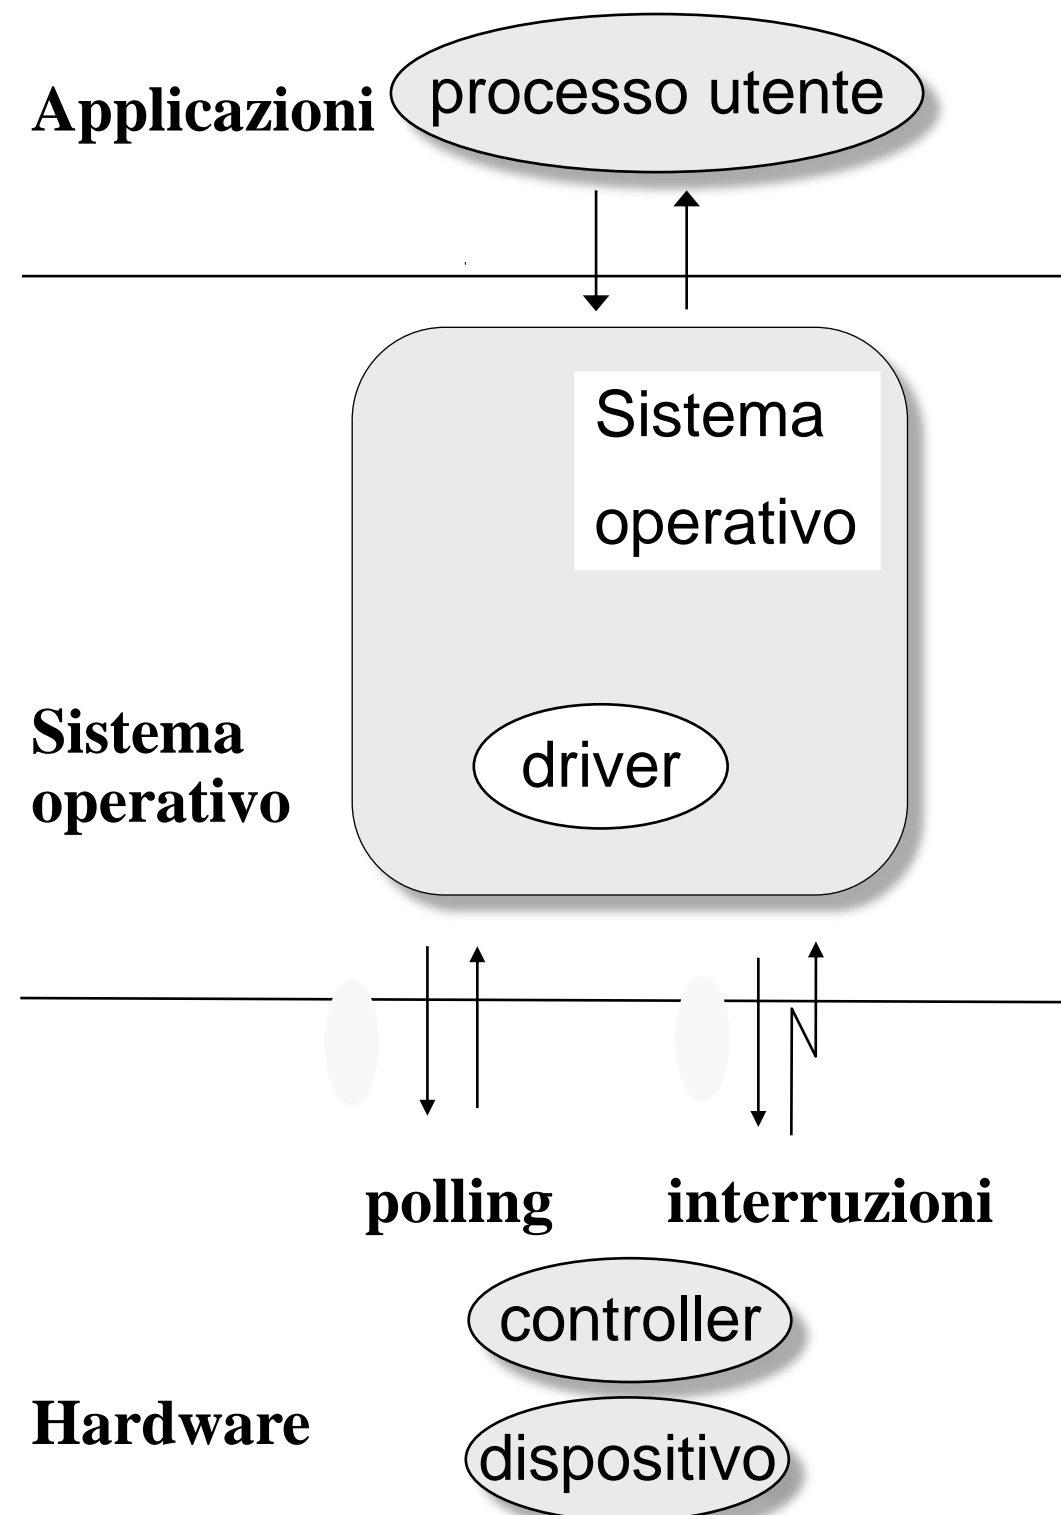 Applicazioni
processo utente
Sistema
operativo
Sistema
operativo
driver
polling
interruzioni
controller
Hardware
dispositivo